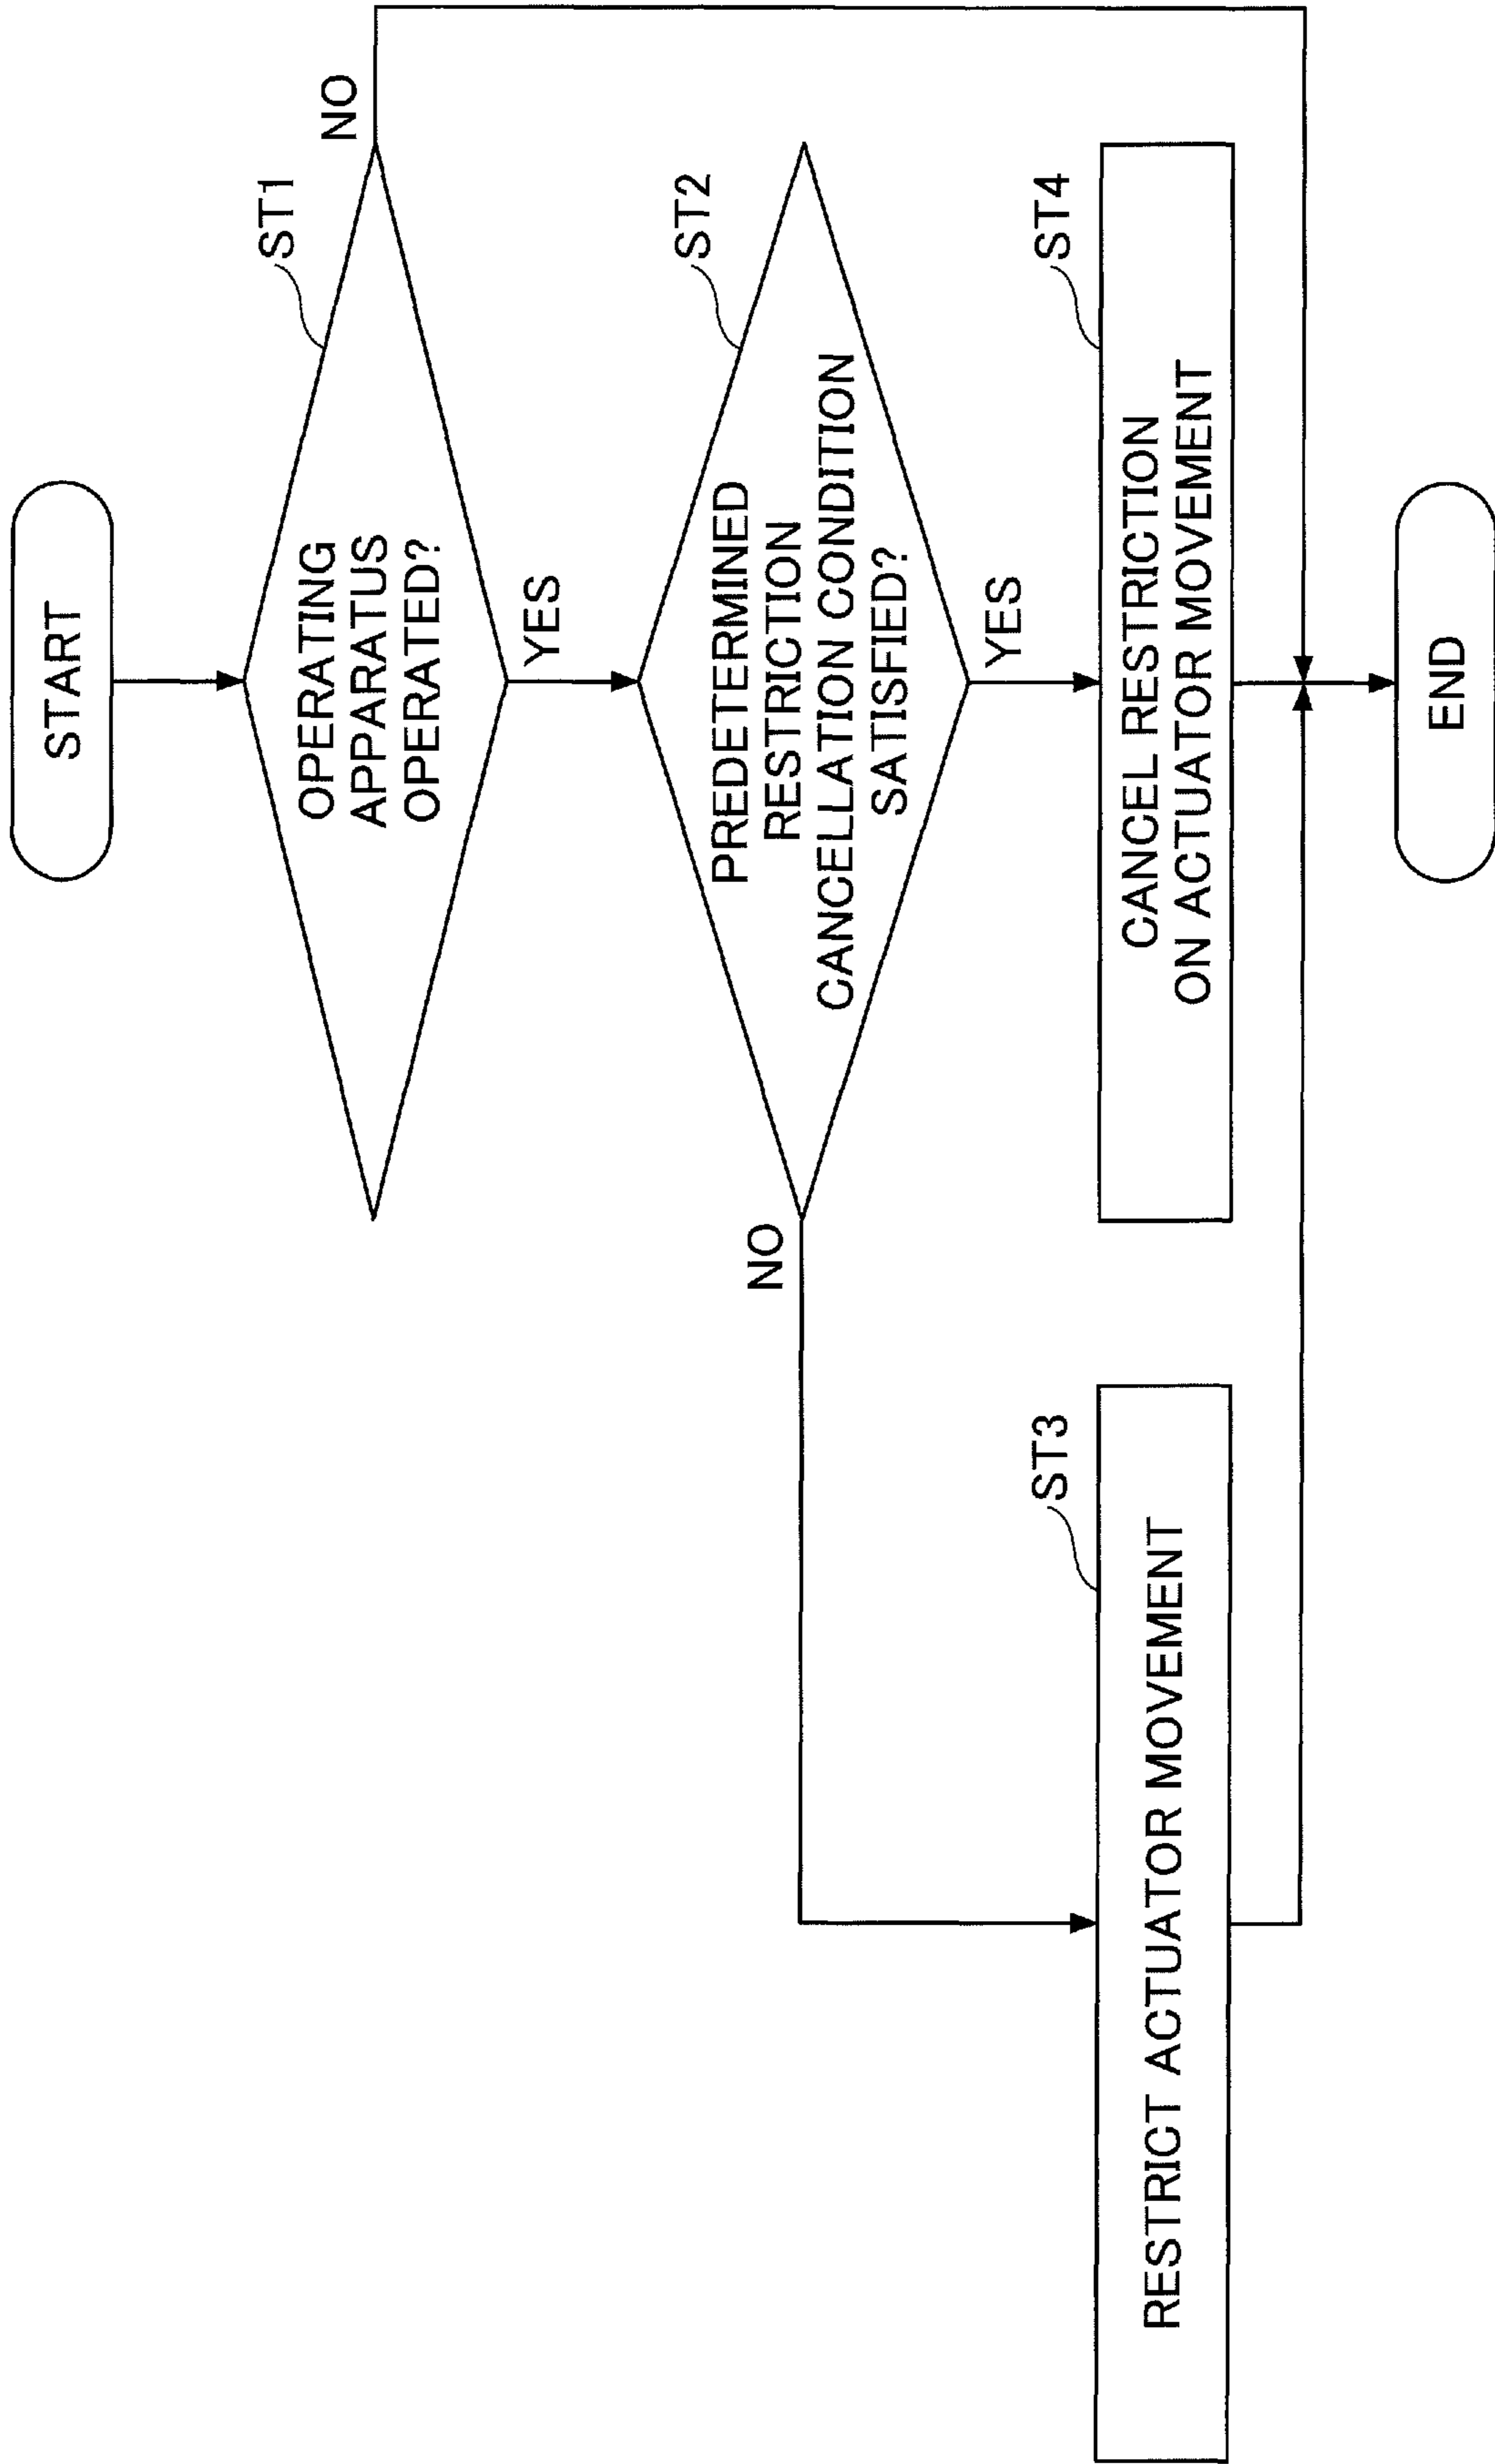 START
ST1
OPERATING
APPARATUS
OPERATED?
NO
YES
ST2
PREDETERMINED
RESTRICTION
CANCELLATION CONDITION
SATISFIED?
NO
YES
ST3
RESTRICT ACTUATOR MOVEMENT
ST4
CANCEL RESTRICTION
ON ACTUATOR MOVEMENT
END